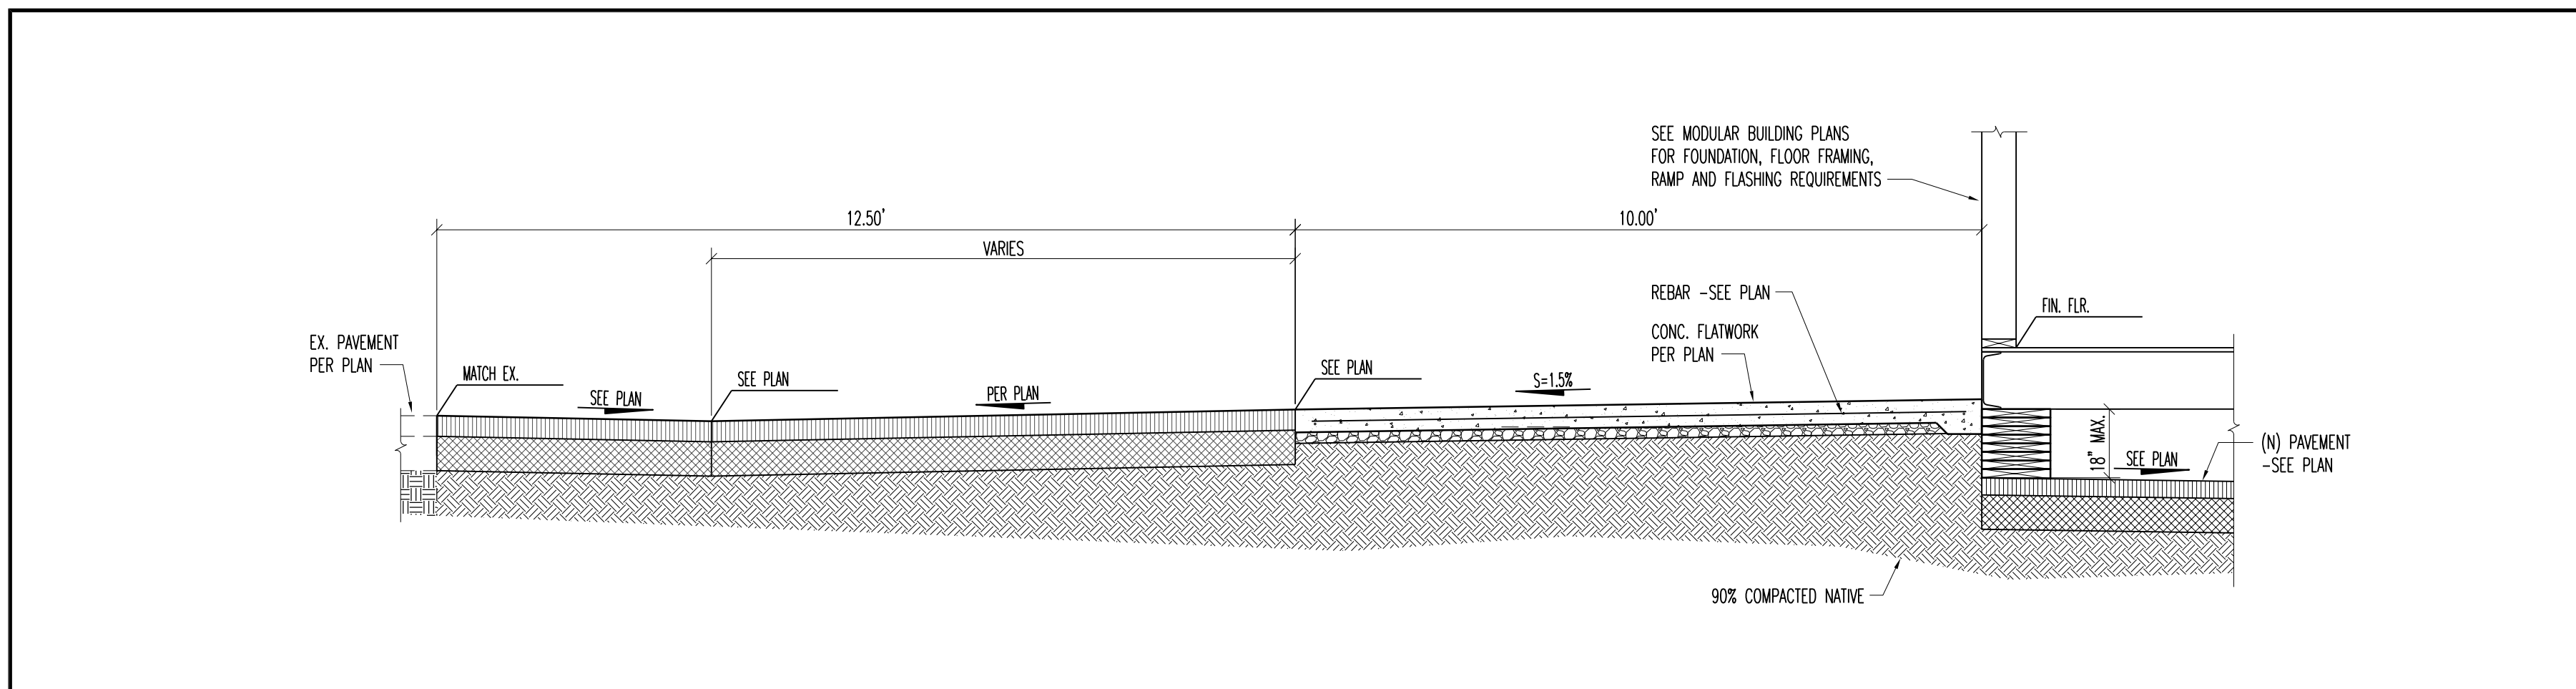 SEE MODULAR BUILDING PLANS
FOR FOUNDATION, FLOOR FRAMING,
RAMP AND FLASHING REQUIREMENTS
12.50'
10.00'
VARIES
REBAR -SEE PLAN
FIN. FLR.
CONC. FLATWORK
PER PLAN
EX. PAVEMENT
PER PLAN
MATCH EX.
SEE PLAN
SEE PLAN
PER PLAN
SEE PLAN
S=1.5%
18" MAX.
SEE PLAN
(N) PAVEMENT
-SEE PLAN
90% COMPACTED NATIVE